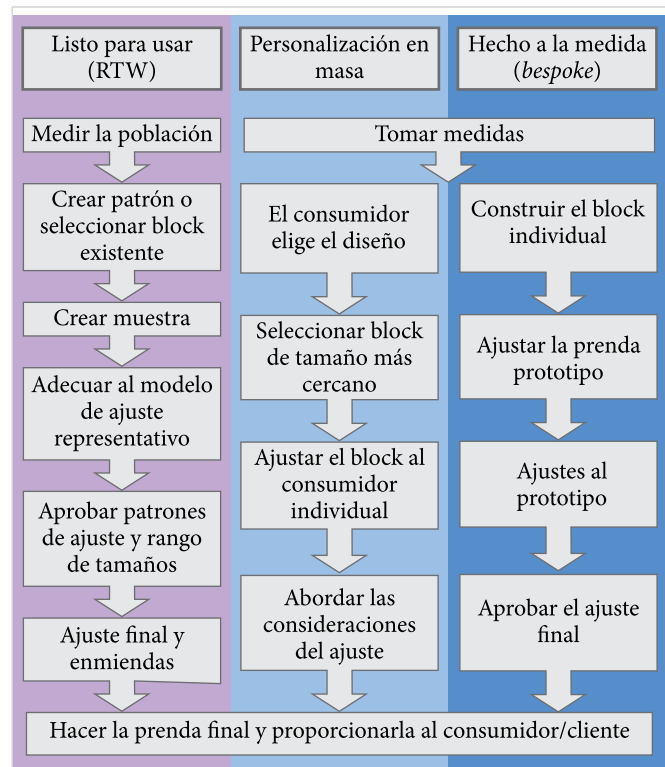 Listo para usar
(RTW)
Personalización en
masa
Hecho a la medida
(bespoke)
Medir la población
Tomar medidas
Crear patrón o
seleccionar block
existente
El consumidor
elige el diseño
Construir el block
individual
Crear muestra
Seleccionar block
de tamaño más
cercano
Ajustar la prenda
prototipo
Adecuar al modelo
de ajuste
representativo
Ajustar el block al
consumidor
individual
Ajustes al
prototipo
Aprobar patrones
de ajuste y rango
de tamaños
Abordar las
consideraciones
del ajuste
Aprobar el ajuste
final
Ajuste final y
enmiendas
Hacer la prenda final y proporcionarla al consumidor/cliente